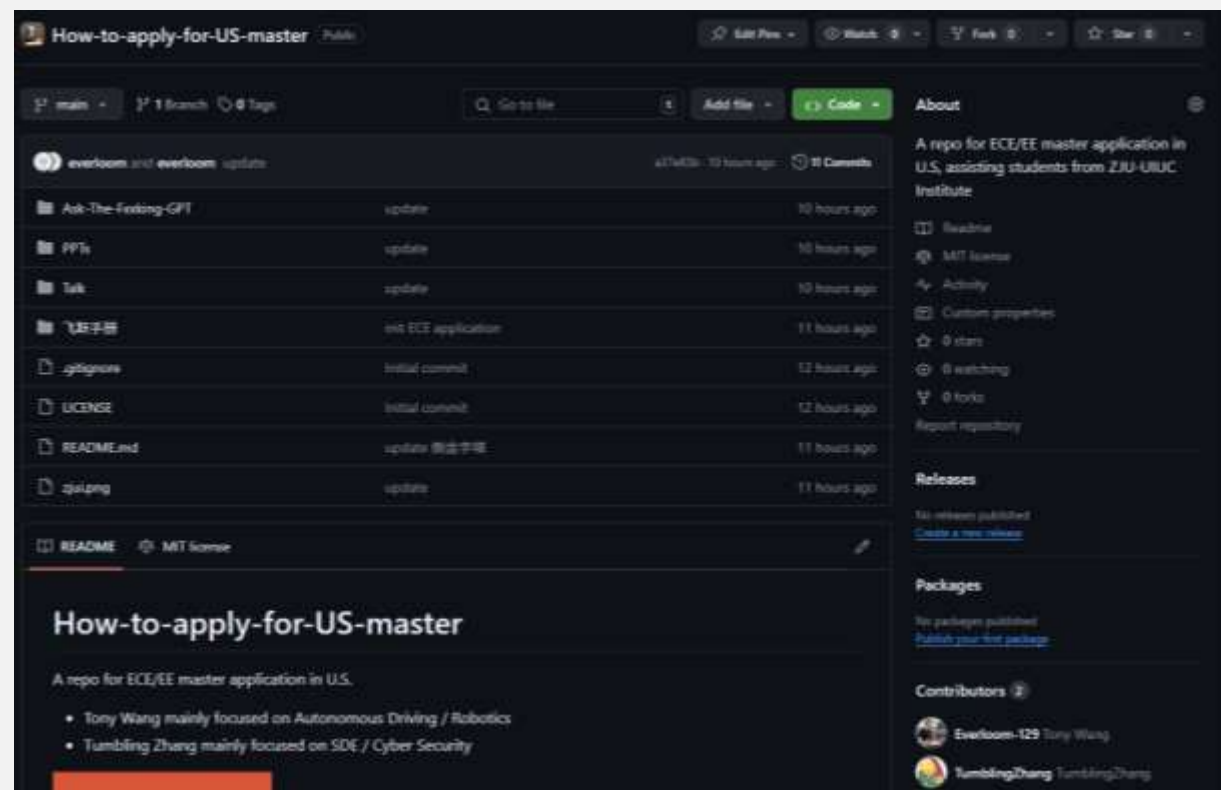 How-to-apply-for-US-master Public
Edit Pins Watch 0 Fork 0 Star 0
main 1 Branch 0 Tags
Go to file t Add file Code
everloom and everloom update
10 hours ago 11 Commits
Ask-The-Fxxking-GPT update 10 hours ago
PPTs update 10 hours ago
Talk update 10 hours ago
飞跃手册 init ECE application 11 hours ago
.gitignore Initial commit 12 hours ago
LICENSE Initial commit 12 hours ago
README.md update 11 hours ago
zjui.png update 11 hours ago
README MIT license
How-to-apply-for-US-master
A repo for ECE/EE master application in U.S.
Tony Wang mainly focused on Autonomous Driving / Robotics
Tumbling Zhang mainly focused on SDE / Cyber Security
About
A repo for ECE/EE master application in
U.S, assisting students from ZJU-UIUC
Institute
Readme
MIT license
Activity
Custom properties
0 stars
0 watching
0 forks
Report repository
Releases
No releases published
Create a new release
Packages
No packages published
Publish your first package
Contributors 2
Everloom-129 Tony Wang
TumblingZhang TumblingZhang